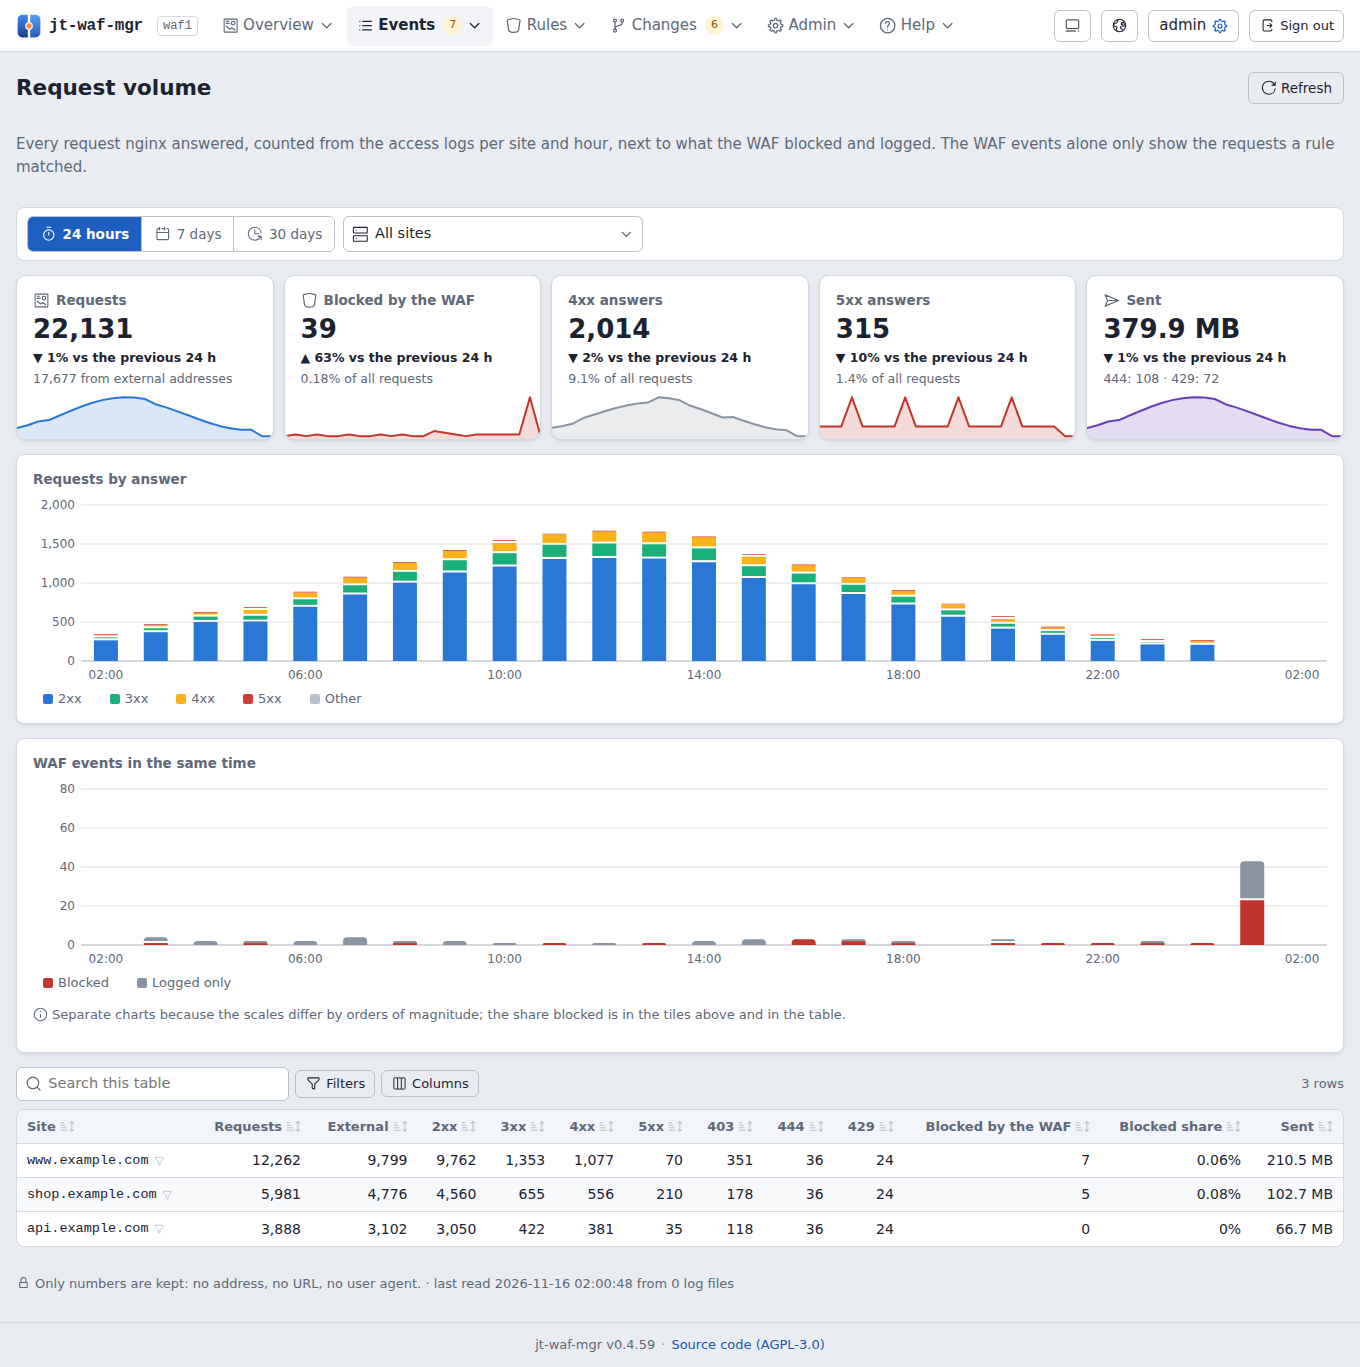 jt-waf-mgr waf1 Overview Events 7 Rules Changes 6 Admin Help admin Sign out
Request volume
Refresh
Every request nginx answered, counted from the access logs per site and hour, next to what the WAF blocked and logged. The WAF events alone only show the requests a rule
matched.
24 hours 7 days 30 days All sites
Requests
22,131
▼ 1% vs the previous 24 h
17,677 from external addresses
Blocked by the WAF
39
▲ 63% vs the previous 24 h
0.18% of all requests
4xx answers
2,014
▼ 2% vs the previous 24 h
9.1% of all requests
5xx answers
315
▼ 10% vs the previous 24 h
1.4% of all requests
Sent
379.9 MB
▼ 1% vs the previous 24 h
444: 108 · 429: 72
Requests by answer
2,000
1,500
1,000
500
0
02:00 06:00 10:00 14:00 18:00 22:00 02:00
2xx 3xx 4xx 5xx Other
WAF events in the same time
80
60
40
20
0
02:00 06:00 10:00 14:00 18:00 22:00 02:00
Blocked Logged only
Separate charts because the scales differ by orders of magnitude; the share blocked is in the tiles above and in the table.
Search this table Filters Columns 3 rows
Site Requests External 2xx 3xx 4xx 5xx 403 444 429 Blocked by the WAF Blocked share Sent
www.example.com 12,262 9,799 9,762 1,353 1,077 70 351 36 24 7 0.06% 210.5 MB
shop.example.com 5,981 4,776 4,560 655 556 210 178 36 24 5 0.08% 102.7 MB
api.example.com 3,888 3,102 3,050 422 381 35 118 36 24 0 0% 66.7 MB
Only numbers are kept: no address, no URL, no user agent. · last read 2026-11-16 02:00:48 from 0 log files
jt-waf-mgr v0.4.59 · Source code (AGPL-3.0)